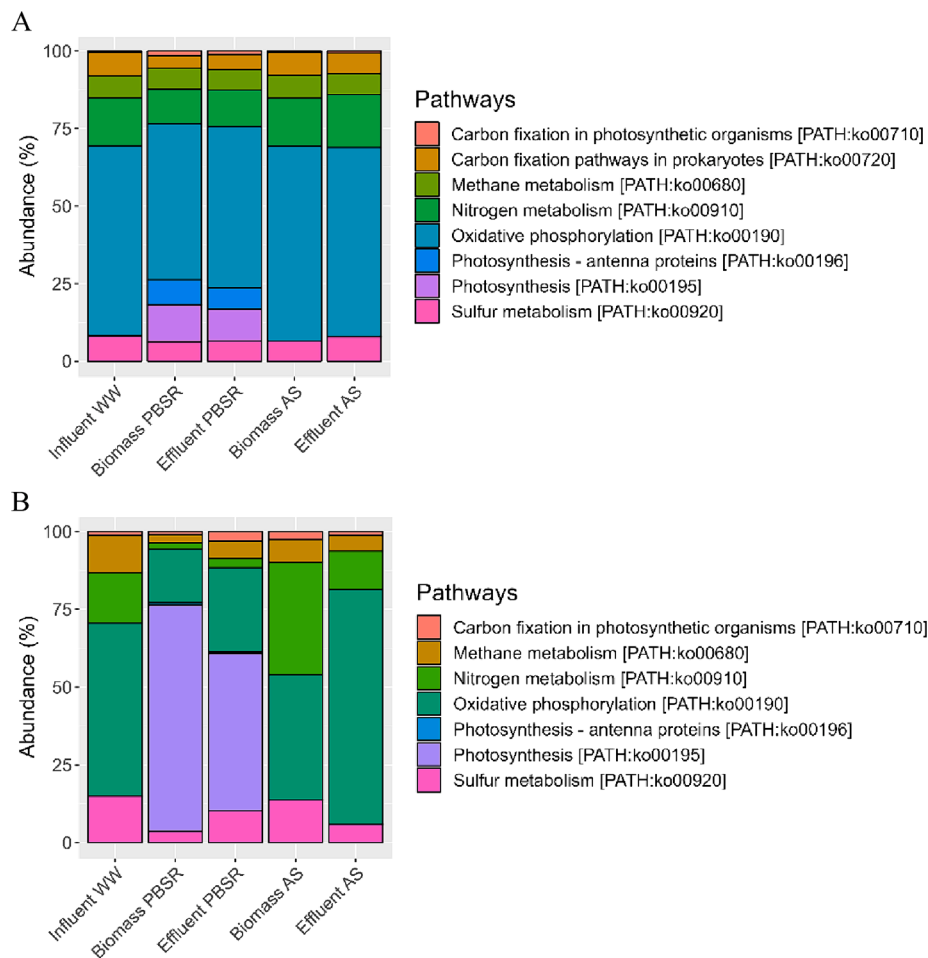 A
Abundance (%)
100
75
50
25
0
Influent WW
Biomass PBSR
Effluent PBSR
Biomass AS
Effluent AS
Pathways
Carbon fixation in photosynthetic organisms [PATH:ko00710]
Carbon fixation pathways in prokaryotes [PATH:ko00720]
Methane metabolism [PATH:ko00680]
Nitrogen metabolism [PATH:ko00910]
Oxidative phosphorylation [PATH:ko00190]
Photosynthesis - antenna proteins [PATH:ko00196]
Photosynthesis [PATH:ko00195]
Sulfur metabolism [PATH:ko00920]
B
Abundance (%)
100
75
50
25
0
Influent WW
Biomass PBSR
Effluent PBSR
Biomass AS
Effluent AS
Pathways
Carbon fixation in photosynthetic organisms [PATH:ko00710]
Methane metabolism [PATH:ko00680]
Nitrogen metabolism [PATH:ko00910]
Oxidative phosphorylation [PATH:ko00190]
Photosynthesis - antenna proteins [PATH:ko00196]
Photosynthesis [PATH:ko00195]
Sulfur metabolism [PATH:ko00920]